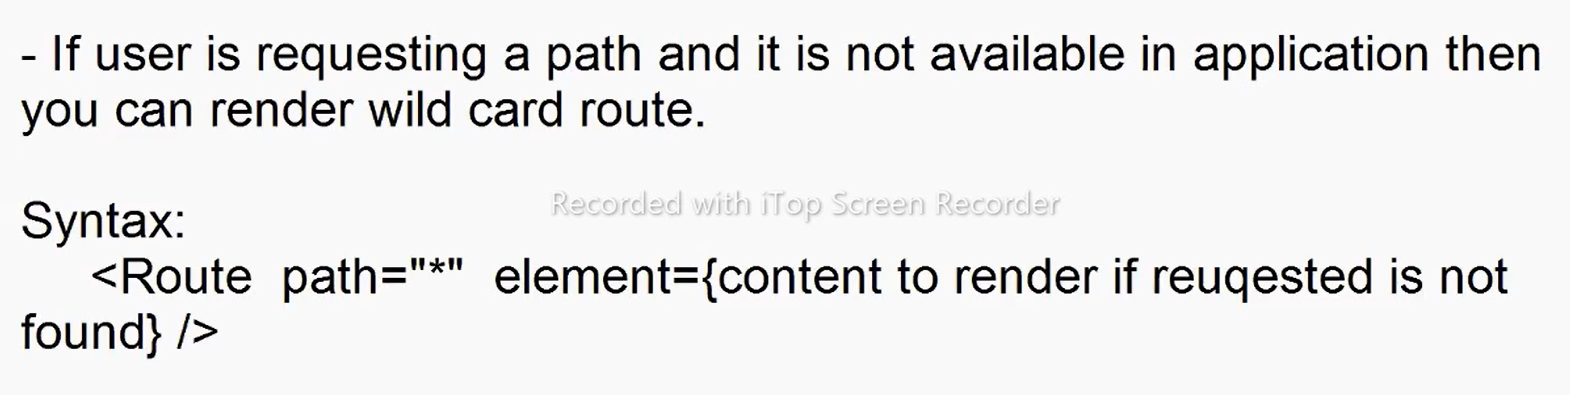 - If user is requesting a path and it is not available in application then
you can render wild card route.
Recorded with iTop Screen Recorder
Syntax:
<Route path="*" element={content to render if reuqested is not
found} />